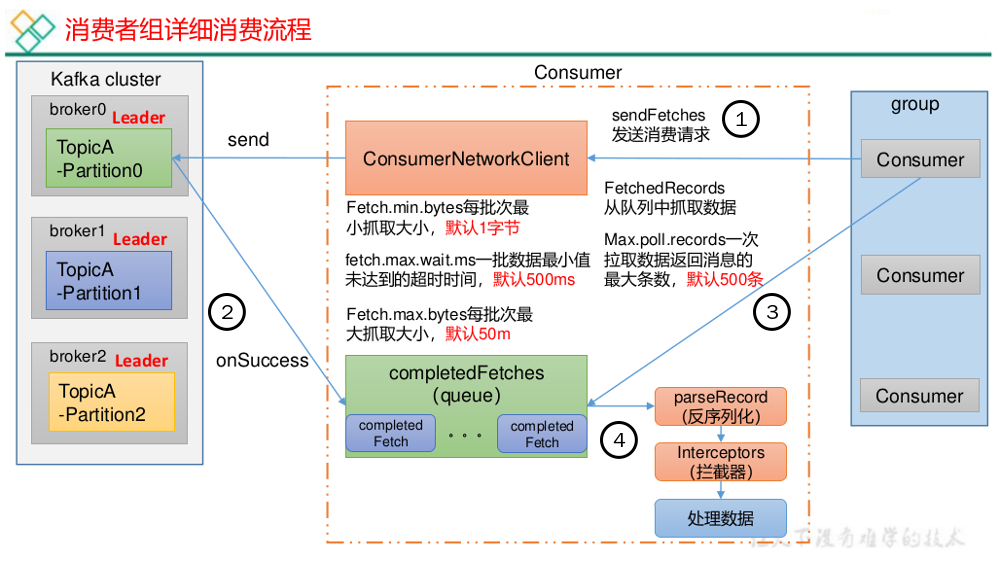 消费者组详细消费流程
Kafka cluster
broker0
Leader
TopicA
-Partition0
broker1
Leader
TopicA
-Partition1
broker2
Leader
TopicA
-Partition2
send
2
onSuccess
Consumer
ConsumerNetworkClient
sendFetches
发送消费请求
1
Fetch.min.bytes每批次最
小抓取大小，默认1字节
fetch.max.wait.ms一批数据最小值
未达到的超时时间，默认500ms
Fetch.max.bytes每批次最
大抓取大小，默认50m
FetchedRecords
从队列中抓取数据
Max.poll.records一次
拉取数据返回消息的
最大条数，默认500条
3
completedFetches
（queue）
completed
Fetch
。。。
completed
Fetch
4
parseRecord
（反序列化）
Interceptors
（拦截器）
处理数据
group
Consumer
Consumer
Consumer
下没有难学的技术